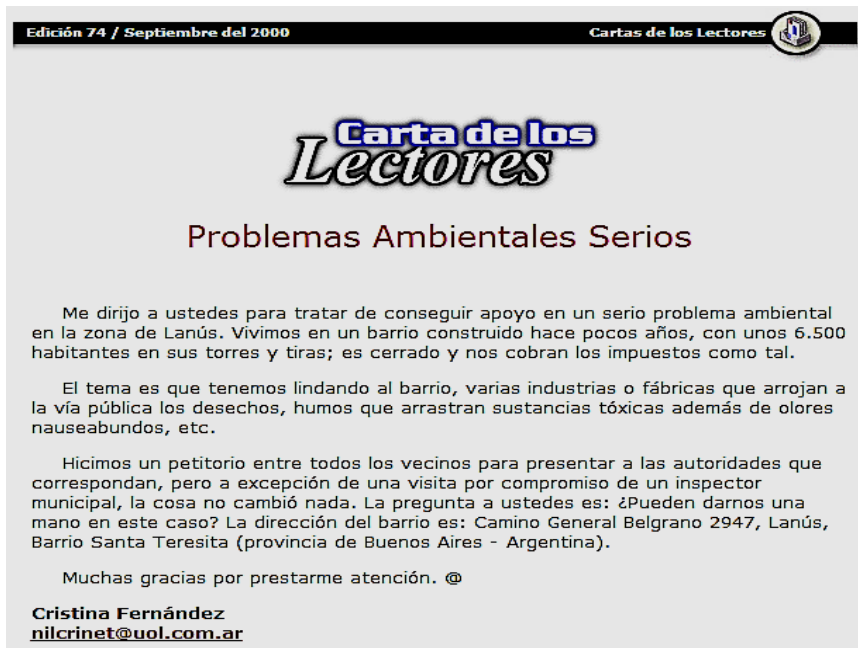 Edición 74 / Septiembre del 2000
Cartas de los Lectores
Carta de los
Lectores
Problemas Ambientales Serios
Me dirijo a ustedes para tratar de conseguir apoyo en un serio problema ambiental
en la zona de Lanús. Vivimos en un barrio construido hace pocos años, con unos 6.500
habitantes en sus torres y tiras; es cerrado y nos cobran los impuestos como tal.
El tema es que tenemos lindando al barrio, varias industrias o fábricas que arrojan a
la vía pública los desechos, humos que arrastran sustancias tóxicas además de olores
nauseabundos, etc.
Hicimos un petitorio entre todos los vecinos para presentar a las autoridades que
correspondan, pero a excepción de una visita por compromiso de un inspector
municipal, la cosa no cambió nada. La pregunta a ustedes es: ¿Pueden darnos una
mano en este caso? La dirección del barrio es: Camino General Belgrano 2947, Lanús,
Barrio Santa Teresita (provincia de Buenos Aires - Argentina).
Muchas gracias por prestarme atención. @
Cristina Fernández
nilcrinet@uol.com.ar